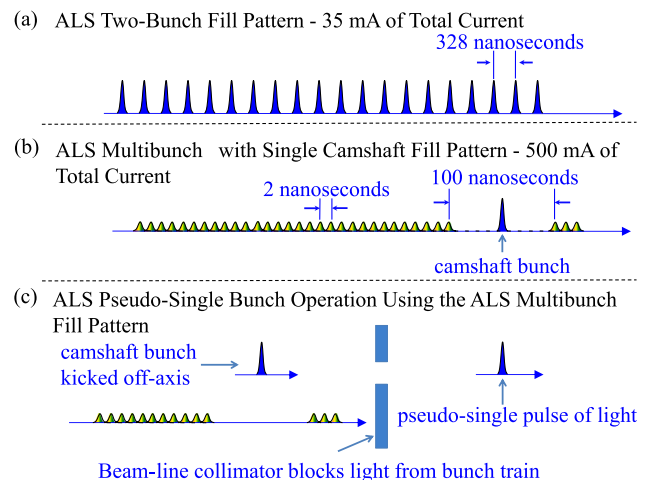 (a) ALS Two-Bunch Fill Pattern - 35 mA of Total Current
328 nanoseconds
(b) ALS Multibunch with Single Camshaft Fill Pattern - 500 mA of
Total Current
2 nanoseconds
100 nanoseconds
camshaft bunch
(c) ALS Pseudo-Single Bunch Operation Using the ALS Multibunch
Fill Pattern
camshaft bunch
kicked off-axis
pseudo-single pulse of light
Beam-line collimator blocks light from bunch train